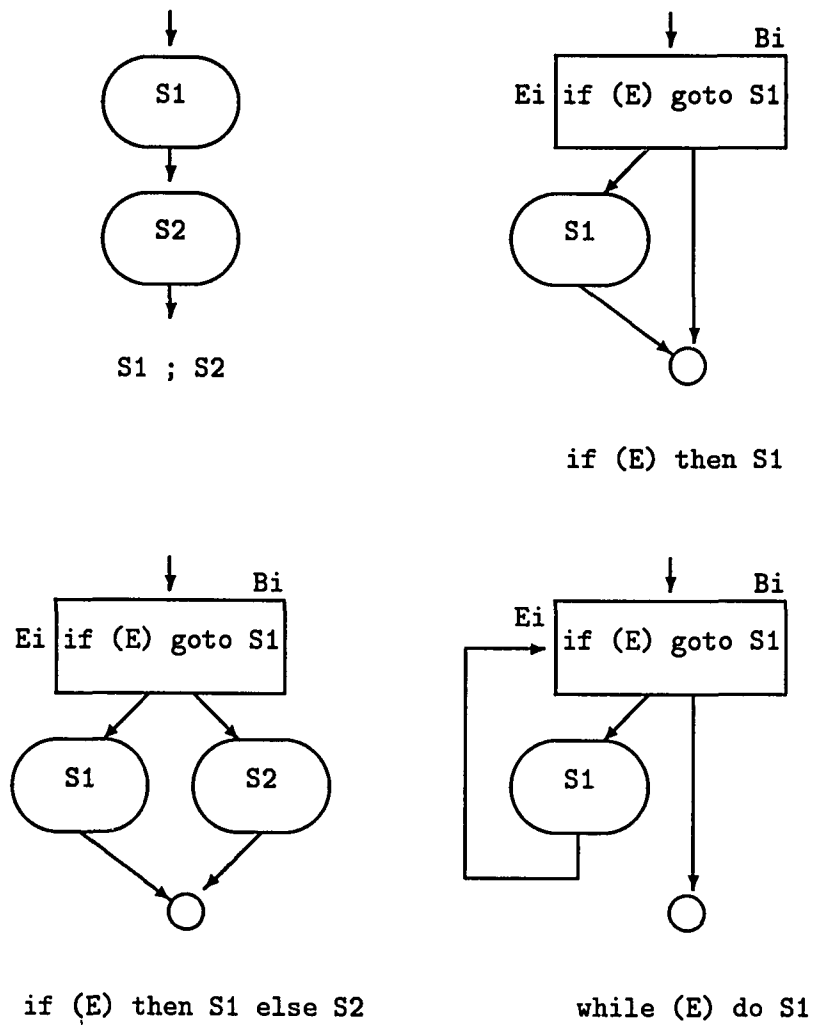 S1
S2
S1 ; S2
Bi
Ei if (E) goto S1
S1
if (E) then S1
Bi
Ei if (E) goto S1
S1 S2
if (E) then S1 else S2
Bi
Ei
if (E) goto S1
S1
while (E) do S1